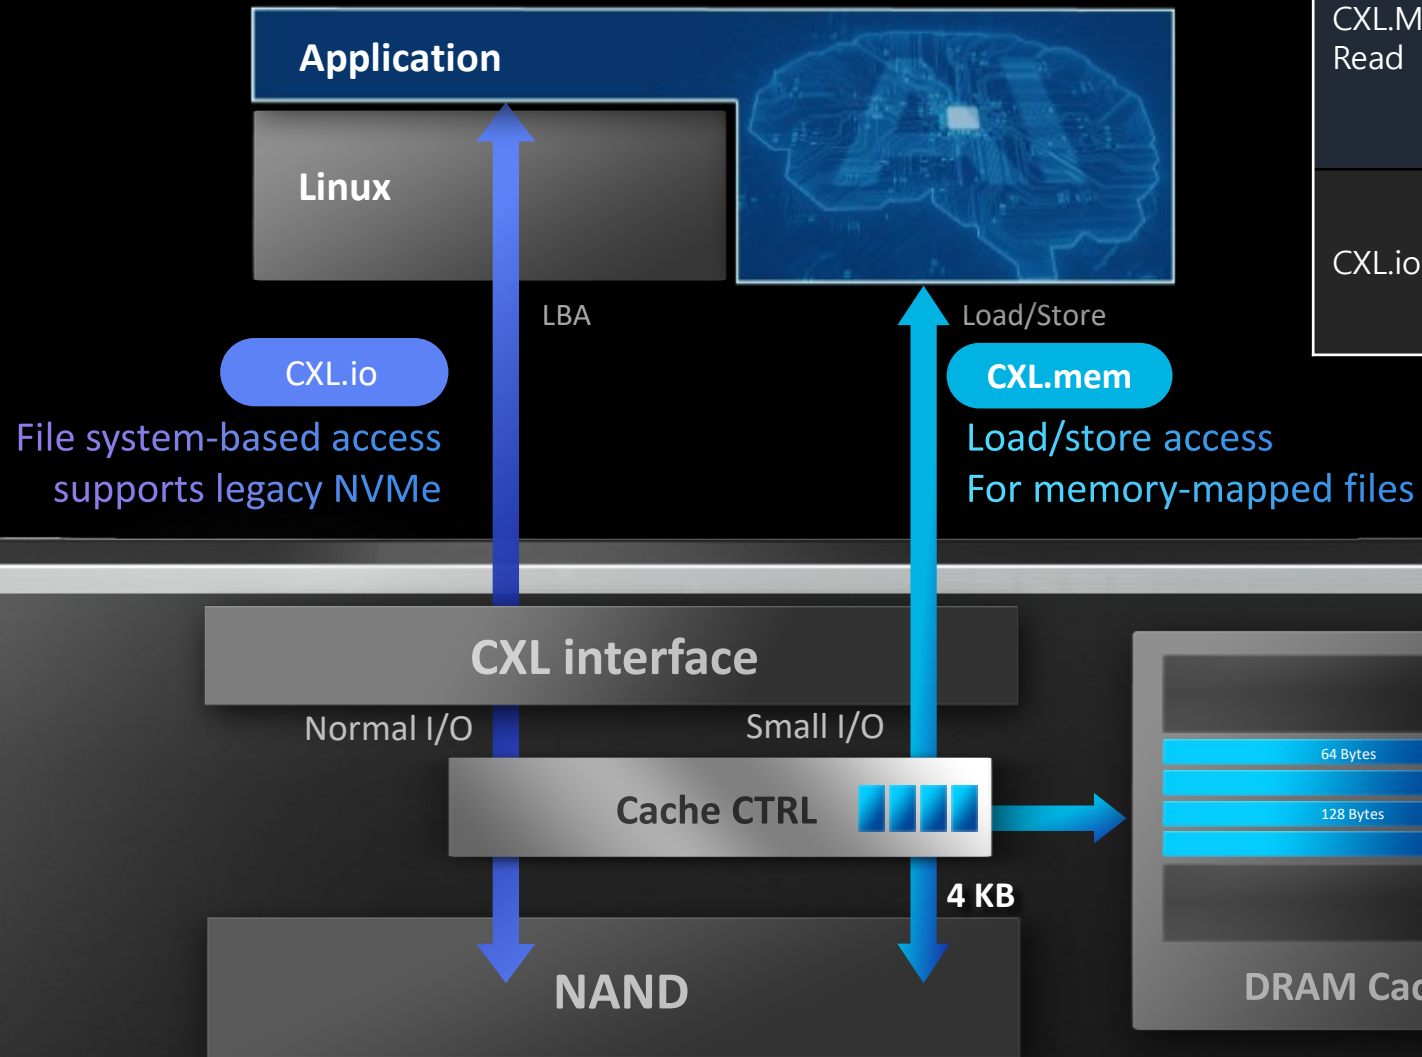 Application
Linux
LBA
CXL.io
File system-based access
supports legacy NVMe
Load/Store
CXL.mem
Load/store access
For memory-mapped files
Read
CXL.io
CXL interface
Normal I/O
Small I/O
Cache CTRL
4 KB
NAND
64 Bytes
128 Bytes
DRAM